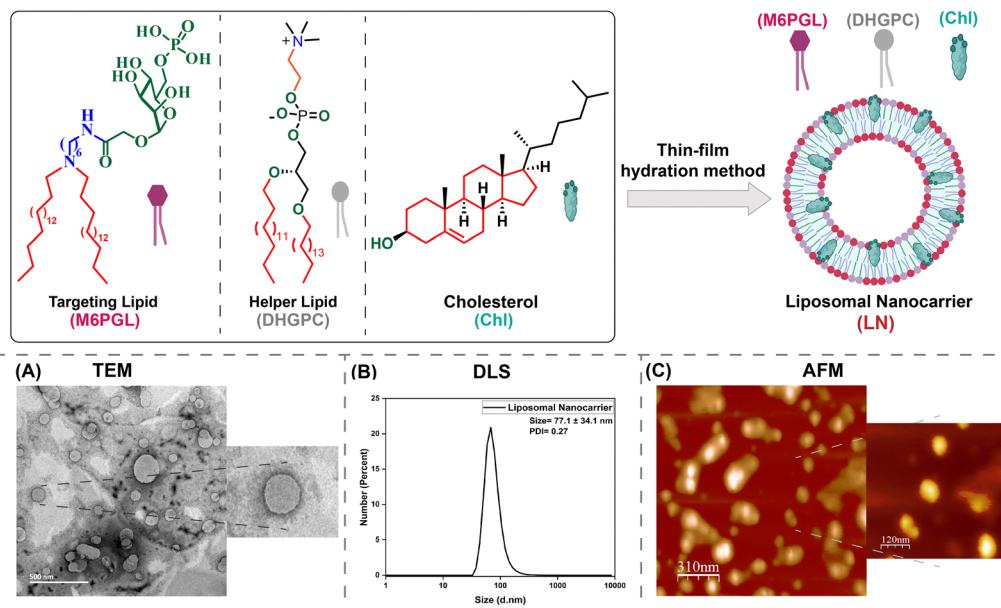 (M6PGL)
(DHGPC)
(Chl)
O
HO
P
OH
OH
O
HO
HO
OH
O
H
N
O
O
O
( )6
N
12
12
Targeting Lipid
(M6PGL)
+
N
O
-O
P
O
O
O
O
11
13
Helper Lipid
(DHGPC)
H
H
H
H
HO
Cholesterol
(Chl)
Thin-film
hydration method
Liposomal Nanocarrier
(LN)
(A)
TEM
500 nm
(B)
DLS
Liposomal Nanocarrier
Size= 77.1 ± 34.1 nm
PDI= 0.27
Number (Percent)
25
20
15
10
5
0
1
10
100
1000
10000
Size (d.nm)
(C)
AFM
310nm
120nm